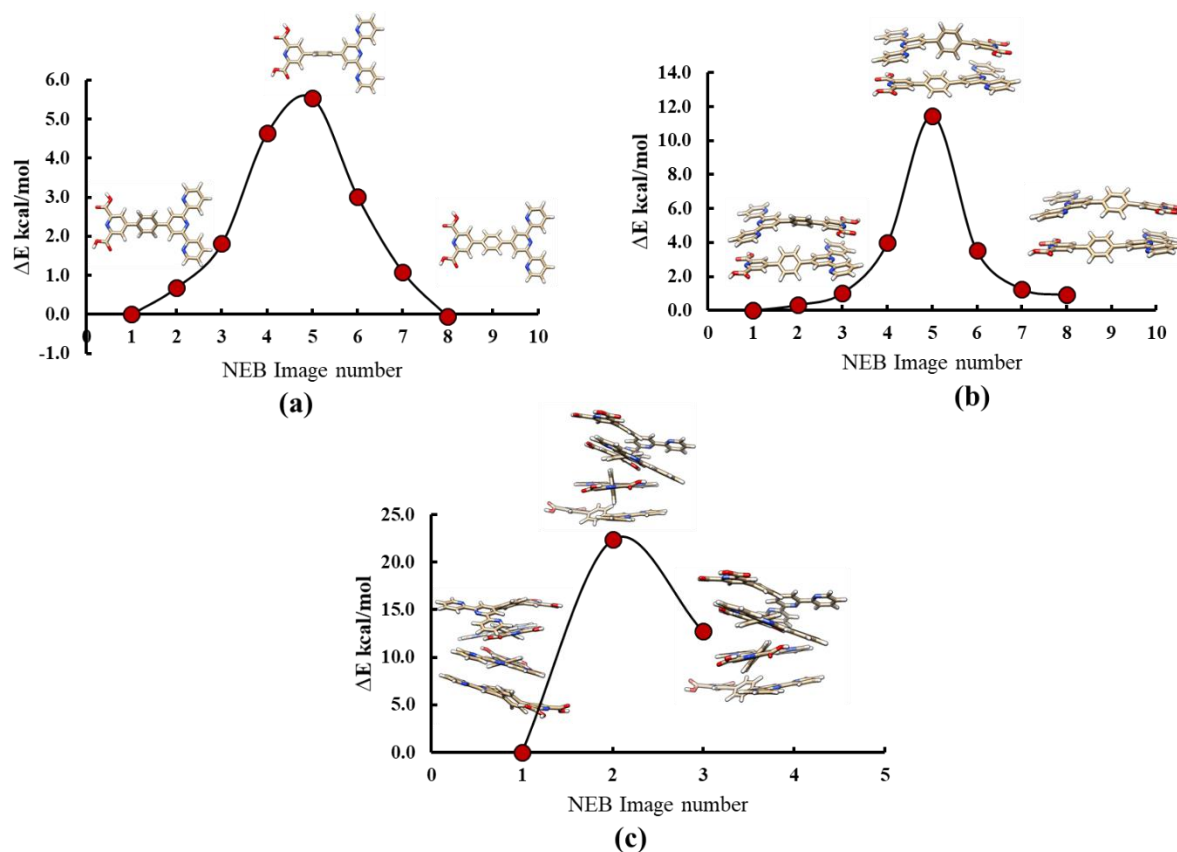 6.0
5.0
4.0
3.0
2.0
1.0
0.0
-1.0
0 1 2 3 4 5 6 7 8 9 10
ΔE kcal/mol
NEB Image number
(a)
14.0
12.0
10.0
8.0
6.0
4.0
2.0
0.0
0 1 2 3 4 5 6 7 8 9 10
ΔE kcal/mol
NEB Image number
(b)
25.0
20.0
15.0
10.0
5.0
0.0
0 1 2 3 4 5
ΔE kcal/mol
NEB Image number
(c)